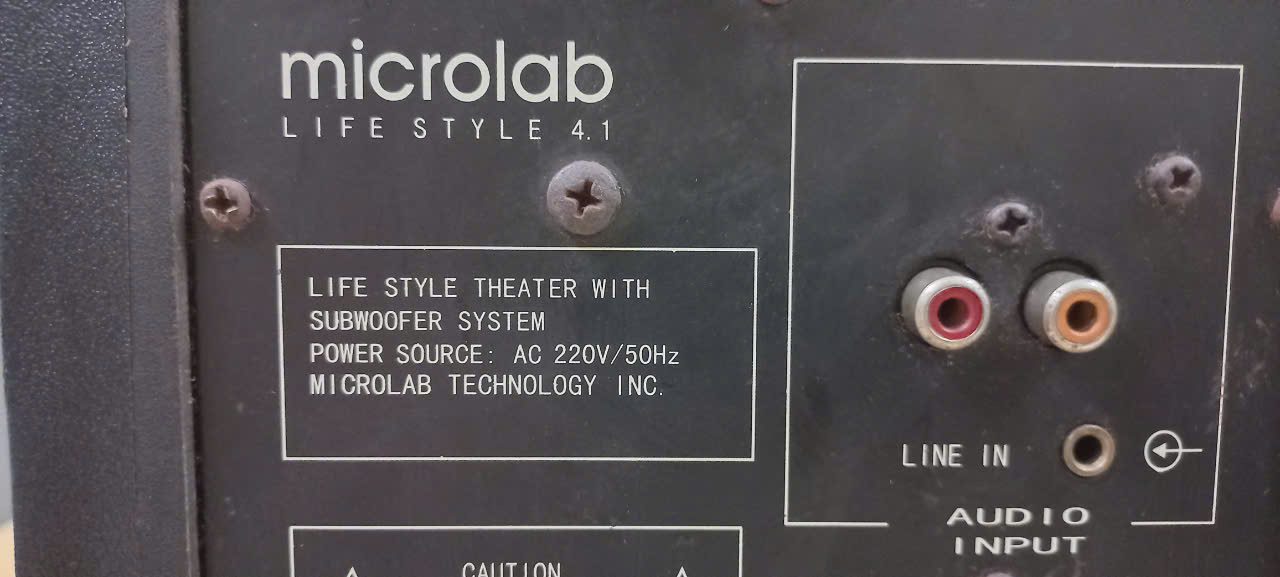 microlab
LIFE STYLE 4.1
LIFE STYLE THEATER WITH
SUBWOOFER SYSTEM
POWER SOURCE: AC 220V/50Hz
MICROLAB TECHNOLOGY INC.
CAUTION
LINE IN
AUDIO
INPUT